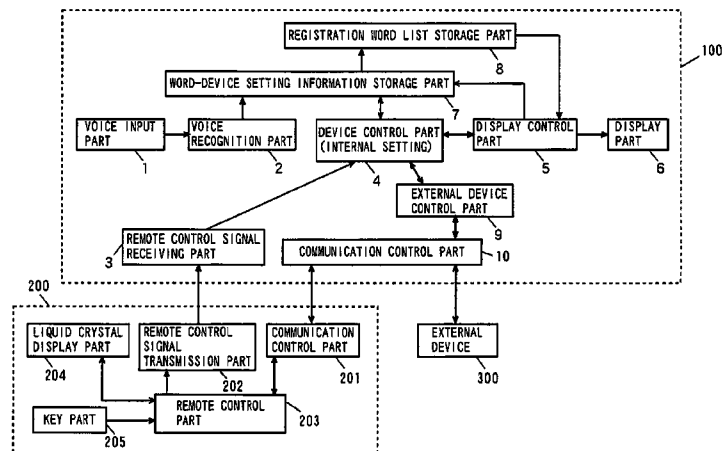 REGISTRATION WORD LIST STORAGE PART
8
100
WORD-DEVICE SETTING INFORMATION STORAGE PART
7
VOICE INPUT
PART
1
VOICE
RECOGNITION PART
2
DEVICE CONTROL PART
(INTERNAL SETTING)
4
DISPLAY CONTROL
PART
5
DISPLAY
PART
6
EXTERNAL DEVICE
CONTROL PART
9
REMOTE CONTROL SIGNAL
RECEIVING PART
3
COMMUNICATION CONTROL PART
10
200
LIQUID CRYSTAL
DISPLAY PART
204
REMOTE CONTROL
SIGNAL
TRANSMISSION PART
202
COMMUNICATION
CONTROL PART
201
EXTERNAL
DEVICE
300
KEY PART
205
REMOTE CONTROL
PART
203